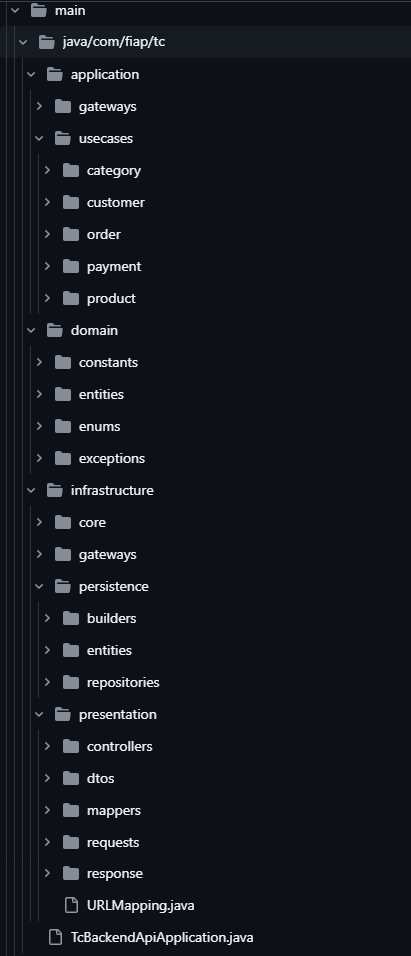 main
java/com/fiap/tc
application
gateways
usecases
category
customer
order
payment
product
domain
constants
entities
enums
exceptions
infrastructure
core
gateways
persistence
builders
entities
repositories
presentation
controllers
dtos
mappers
requests
response
URLMapping.java
TcBackendApiApplication.java